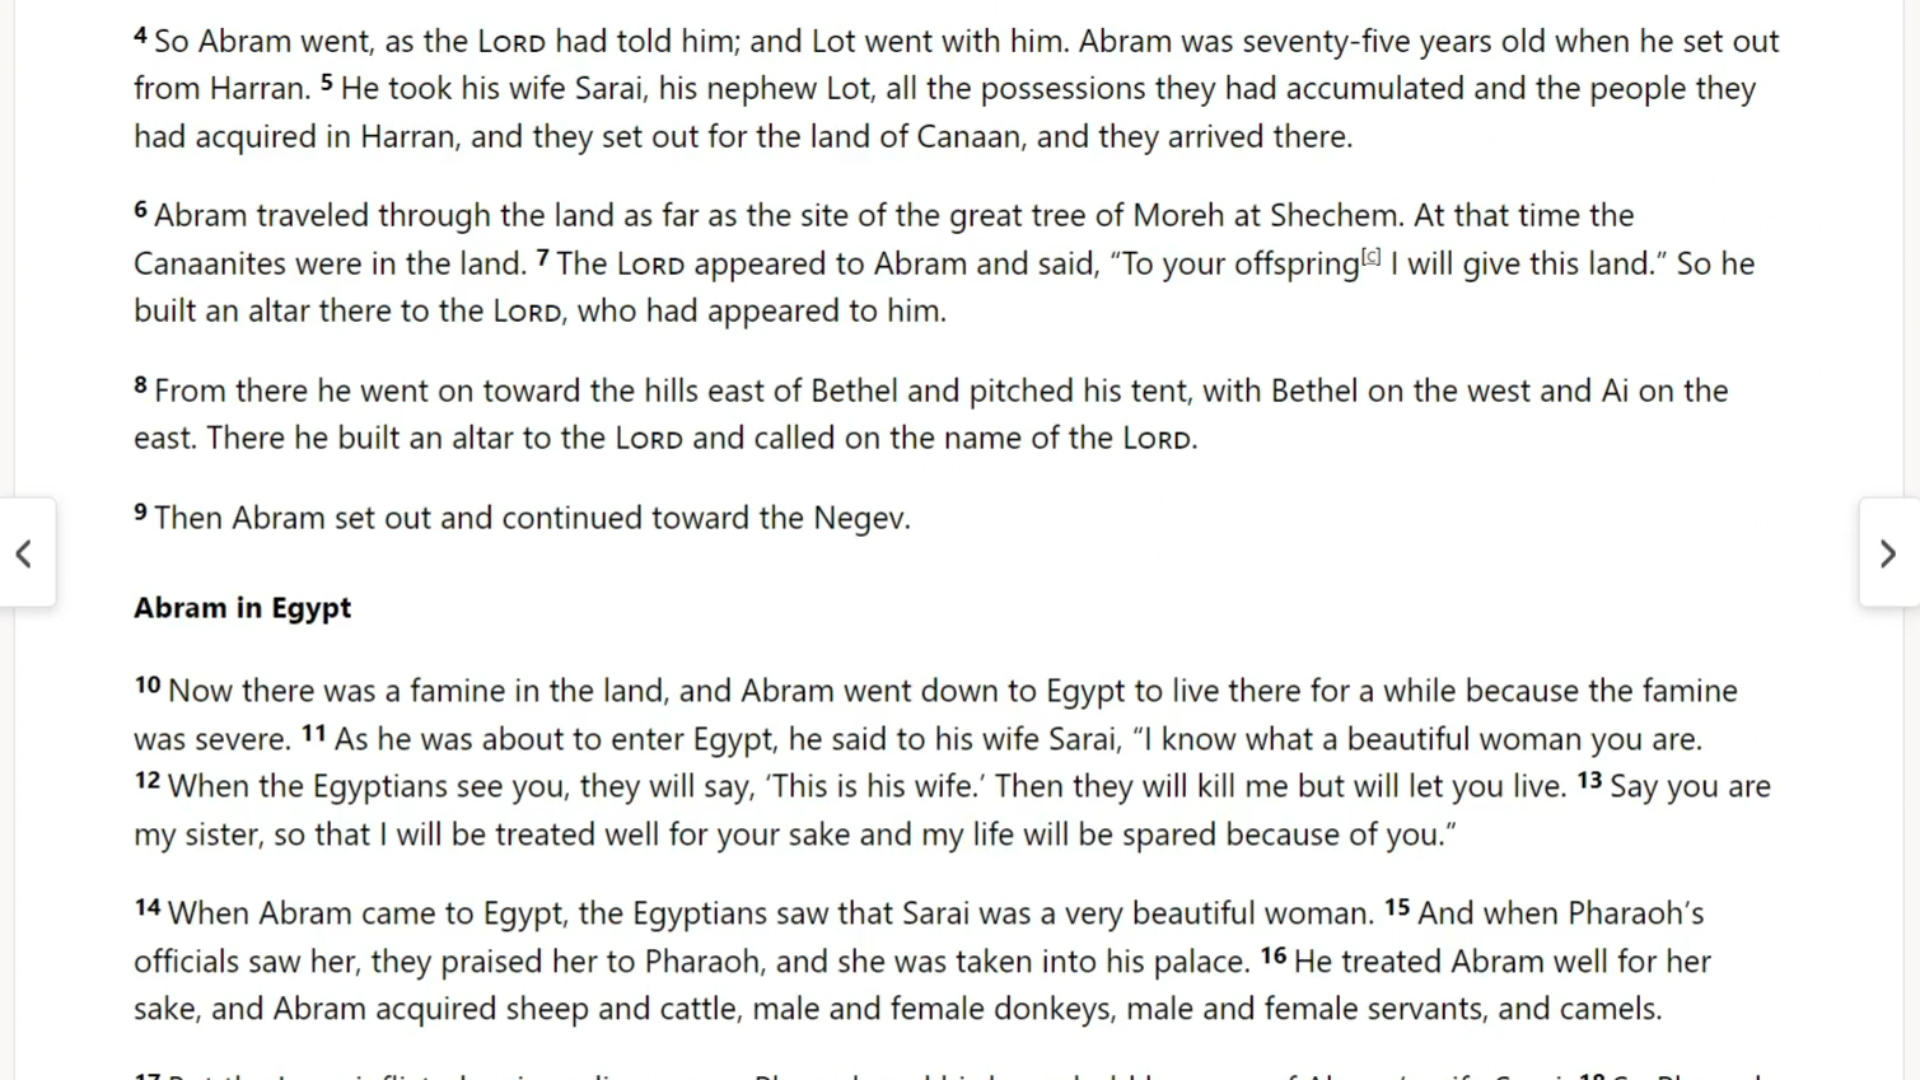 4 So Abram went, as the LORD had told him; and Lot went with him. Abram was seventy-five years old when he set out
from Harran. 5 He took his wife Sarai, his nephew Lot, all the possessions they had accumulated and the people they
had acquired in Harran, and they set out for the land of Canaan, and they arrived there.
6 Abram traveled through the land as far as the site of the great tree of Moreh at Shechem. At that time the
Canaanites were in the land. 7 The LORD appeared to Abram and said, “To your offspring[c] I will give this land.” So he
built an altar there to the LORD, who had appeared to him.
8 From there he went on toward the hills east of Bethel and pitched his tent, with Bethel on the west and Ai on the
east. There he built an altar to the LORD and called on the name of the LORD.
9 Then Abram set out and continued toward the Negev.
Abram in Egypt
10 Now there was a famine in the land, and Abram went down to Egypt to live there for a while because the famine
was severe. 11 As he was about to enter Egypt, he said to his wife Sarai, “I know what a beautiful woman you are.
12 When the Egyptians see you, they will say, ‘This is his wife.’ Then they will kill me but will let you live. 13 Say you are
my sister, so that I will be treated well for your sake and my life will be spared because of you.”
14 When Abram came to Egypt, the Egyptians saw that Sarai was a very beautiful woman. 15 And when Pharaoh’s
officials saw her, they praised her to Pharaoh, and she was taken into his palace. 16 He treated Abram well for her
sake, and Abram acquired sheep and cattle, male and female donkeys, male and female servants, and camels.